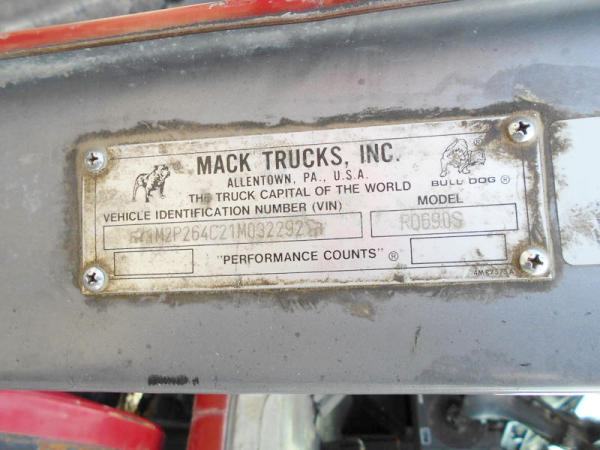 MACK TRUCKS, INC.
ALLENTOWN, PA., U.S.A.
THE TRUCK CAPITAL OF THE WORLD
BULL DOG ®
VEHICLE IDENTIFICATION NUMBER (VIN)
MODEL
1M2P264C21M032292
RD690S
"PERFORMANCE COUNTS" ®